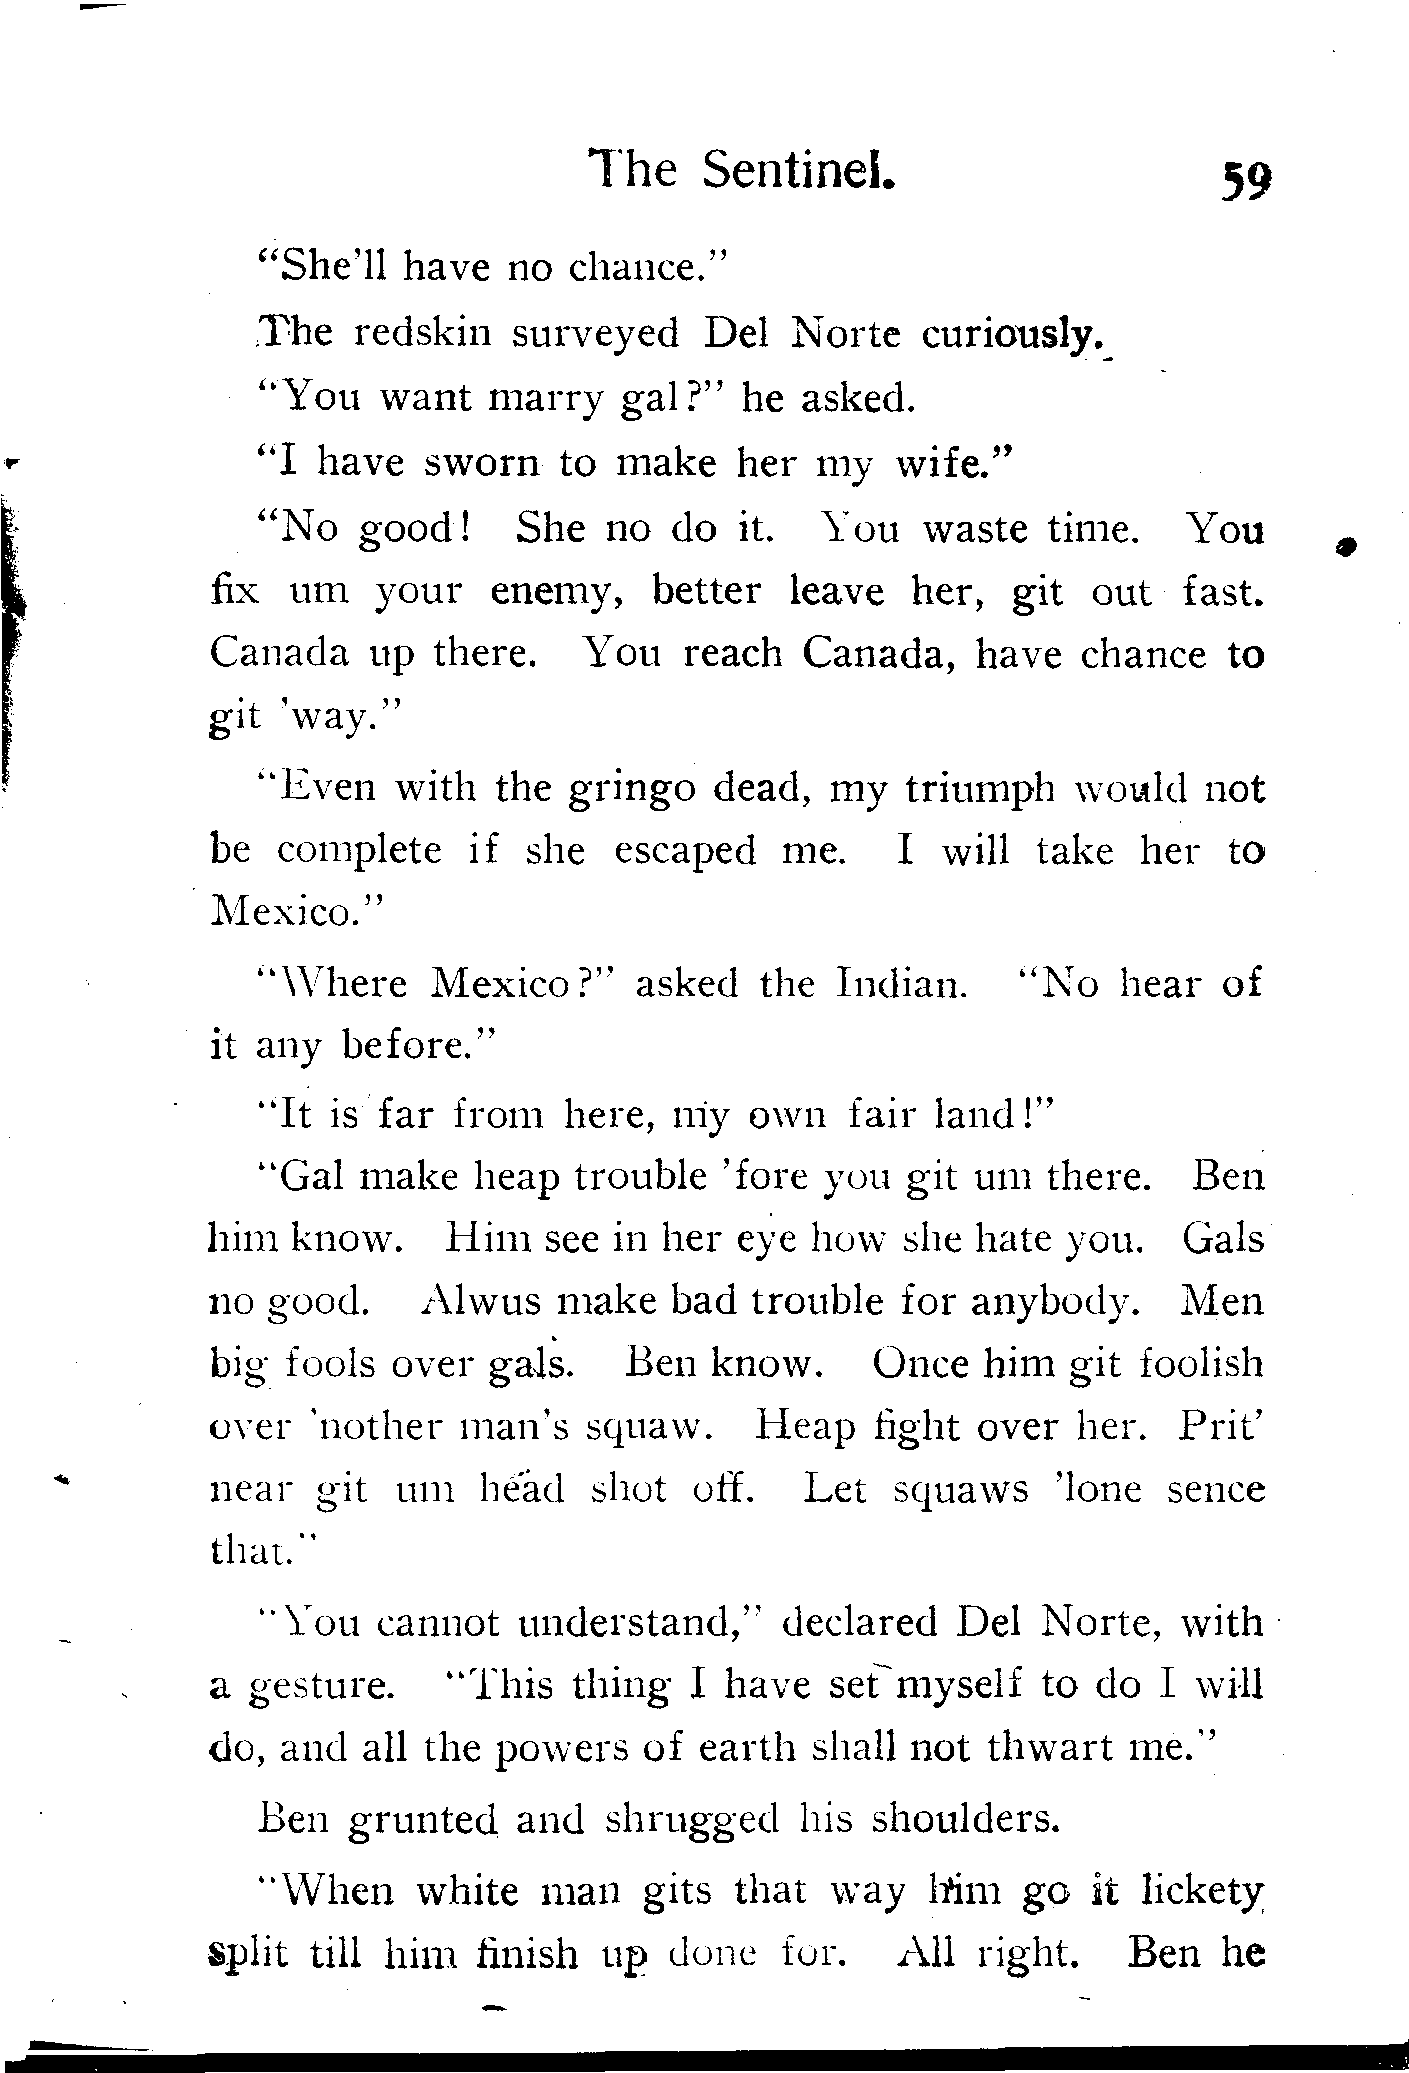 The Sentinel. 59
"She'll have no chance."
The redskin surveyed Del Norte curiously.
"You want marry gal?" he asked.
"I have sworn to make her my wife."
"No good! She no do it. You waste time. You
fix um your enemy, better leave her, git out fast.
Canada up there. You reach Canada, have chance to
git 'way."
"Even with the gringo dead, my triumph would not
be complete if she escaped me. I will take her to
Mexico."
"Where Mexico?" asked the Indian. "No hear of
it any before."
"It is far from here, my own fair land!"
"Gal make heap trouble 'fore you git um there. Ben
him know. Him see in her eye how she hate you. Gals
no good. Alwus make bad trouble for anybody. Men
big fools over gals. Ben know. Once him git foolish
over 'nother man's squaw. Heap fight over her. Prit'
near git um head shot off. Let squaws 'lone sence
that."
"You cannot understand," declared Del Norte, with
a gesture. "This thing I have set myself to do I will
do, and all the powers of earth shall not thwart me."
Ben grunted and shrugged his shoulders.
"When white man gits that way him go it lickety
split till him finish up done for. All right. Ben he